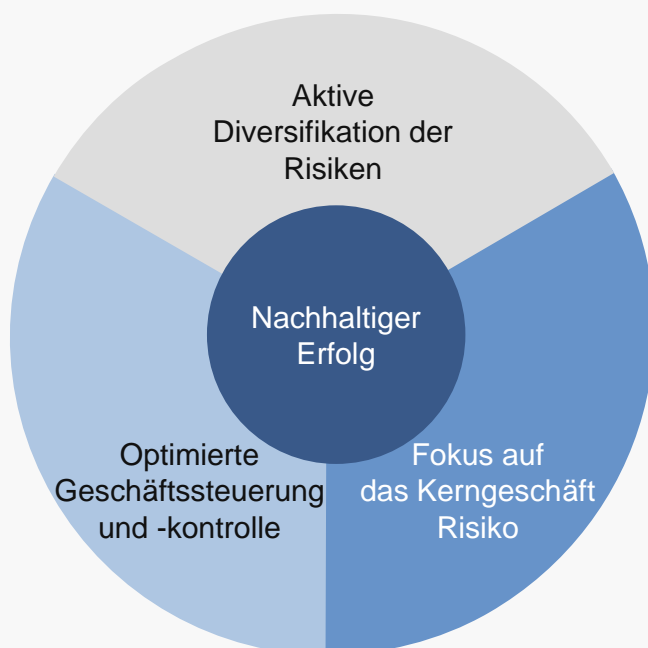 Aktive
Diversifikation der
Risiken
Nachhaltiger
Erfolg
Optimierte
Geschäftssteuerung
und -kontrolle
Fokus auf
das Kerngeschäft
Risiko